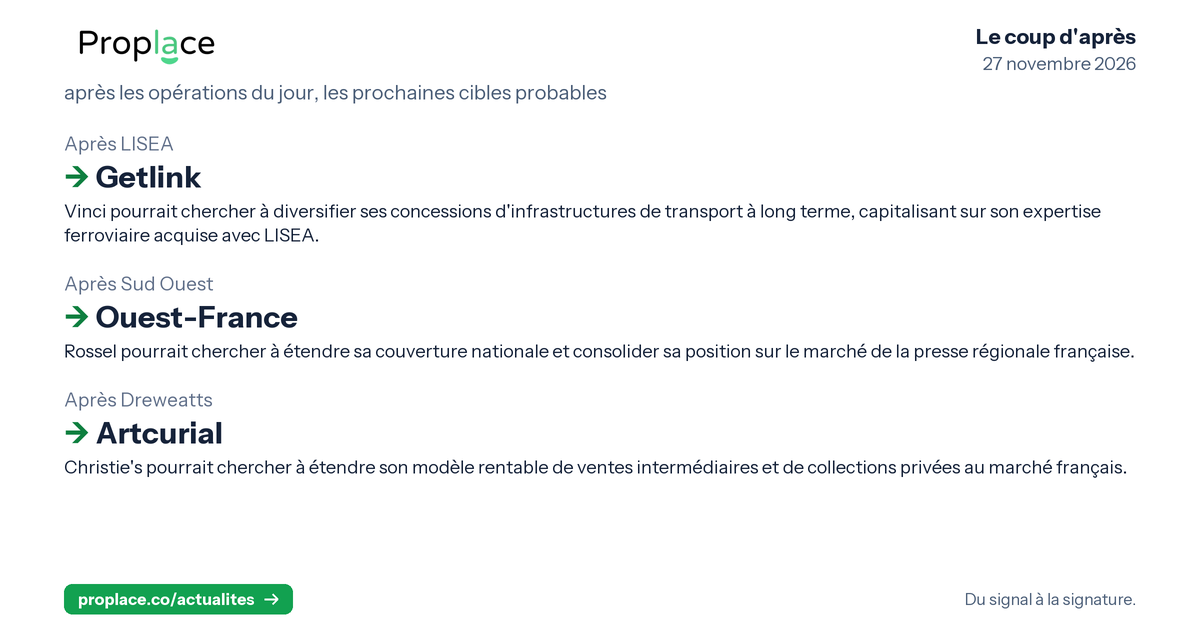 Proplace
Le coup d'après
27 novembre 2026
après les opérations du jour, les prochaines cibles probables
Après LISEA
→ Getlink
Vinci pourrait chercher à diversifier ses concessions d'infrastructures de transport à long terme, capitalisant sur son expertise
ferroviaire acquise avec LISEA.
Après Sud Ouest
→ Ouest-France
Rossel pourrait chercher à étendre sa couverture nationale et consolider sa position sur le marché de la presse régionale française.
Après Dreweatts
→ Artcurial
Christie's pourrait chercher à étendre son modèle rentable de ventes intermédiaires et de collections privées au marché français.
proplace.co/actualites →
Du signal à la signature.